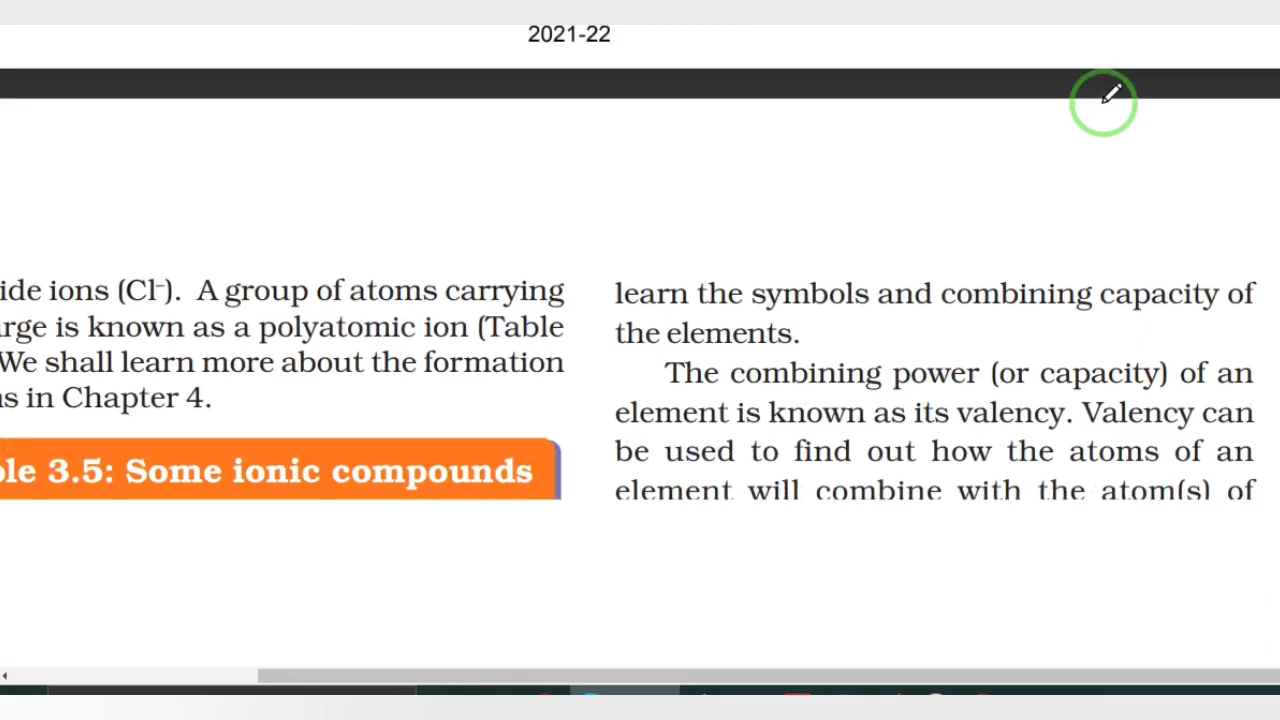 2021-22
ide ions (Cl⁻). A group of atoms carrying
arge is known as a polyatomic ion (Table
We shall learn more about the formation
s in Chapter 4.
ble 3.5: Some ionic compounds
learn the symbols and combining capacity of
the elements.
The combining power (or capacity) of an
element is known as its valency. Valency can
be used to find out how the atoms of an
element will combine with the atom(s) of